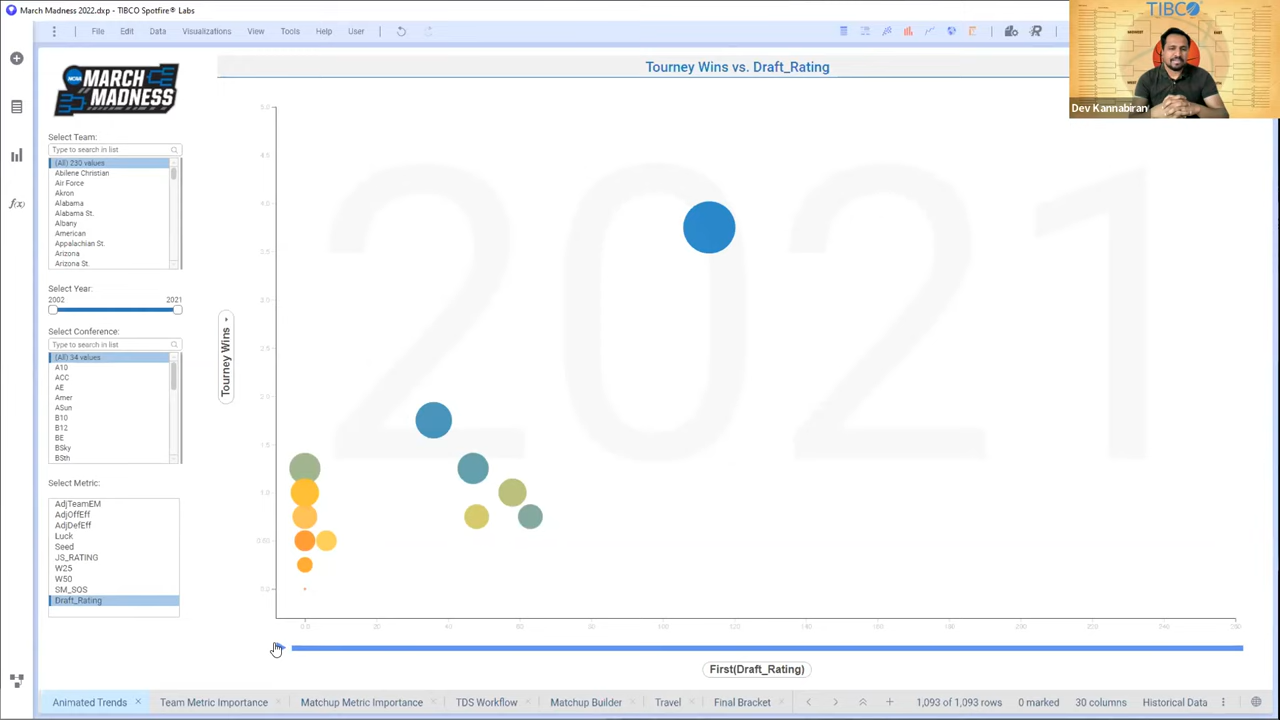 March Madness 2022.dxp - TIBCO Spotfire® Labs
File Edit Data Visualizations View Tools Help User
TIBCO
Dev Kannabiran
NCAA
MARCH
MADNESS
Tourney Wins vs. Draft_Rating
Select Team:
Type to search in list
(All) 230 values
Abilene Christian
Air Force
Akron
Alabama
Alabama St.
Albany
American
Appalachian St.
Arizona
Arizona St.
Select Year:
2002 2021
Select Conference:
Type to search in list
(All) 34 values
A10
ACC
AE
Amer
ASun
B10
B12
BE
BSky
BSth
Select Metric:
AdjTeamEM
AdjOffEff
AdjDefEff
Luck
Seed
JS_RATING
W25
W50
SM_SOS
Draft_Rating
2021
Tourney Wins
First(Draft_Rating)
f(x)
Animated Trends Team Metric Importance Matchup Metric Importance TDS Workflow Matchup Builder Travel Final Bracket 1,093 of 1,093 rows 0 marked 30 columns Historical Data